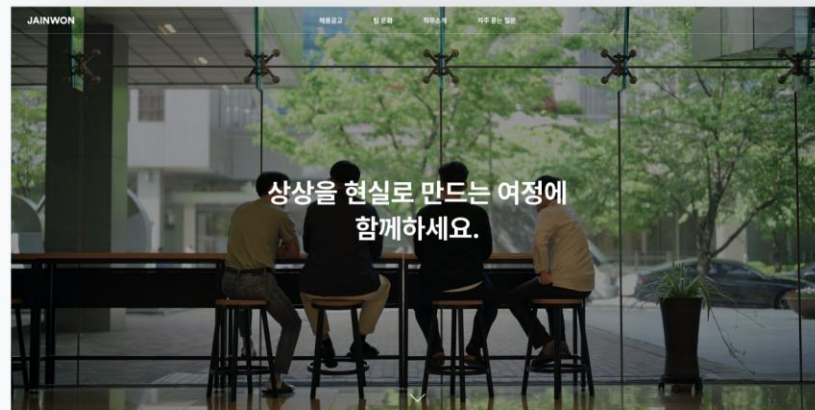 JAINWON
채용공고
팀 문화
직무소개
자주 묻는 질문
상상을 현실로 만드는 여정에
함께하세요.